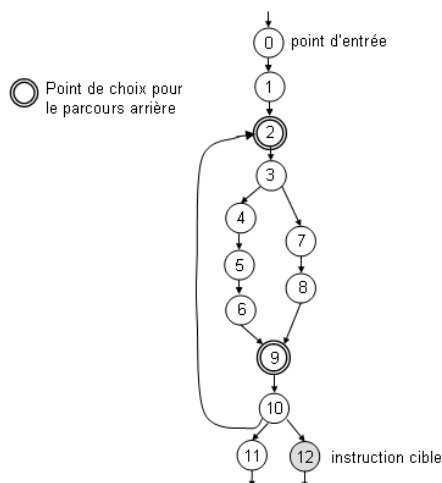 0 point d'entrée
1
Point de choix pour
le parcours arrière
2
3
4
7
5
8
6
9
10
11 12 instruction cible